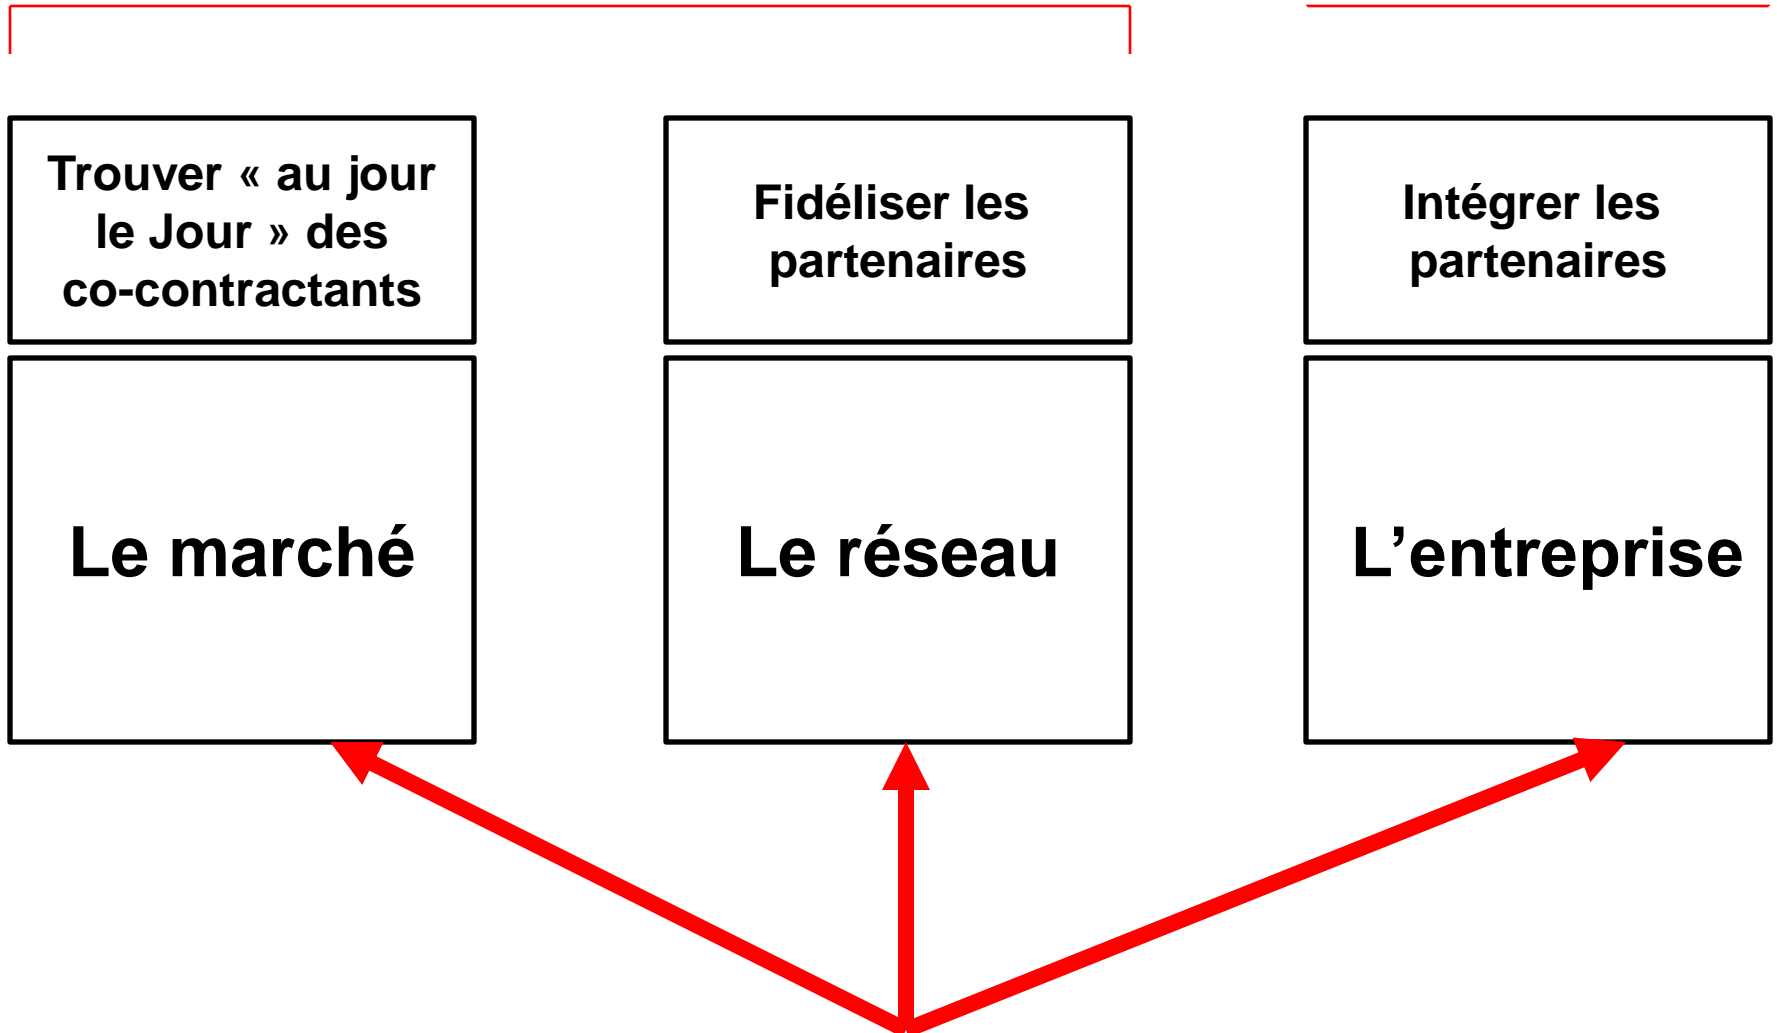 Trouver « au jour
le Jour » des
co-contractants
Fidéliser les
partenaires
Intégrer les
partenaires
Le marché
Le réseau
L’entreprise